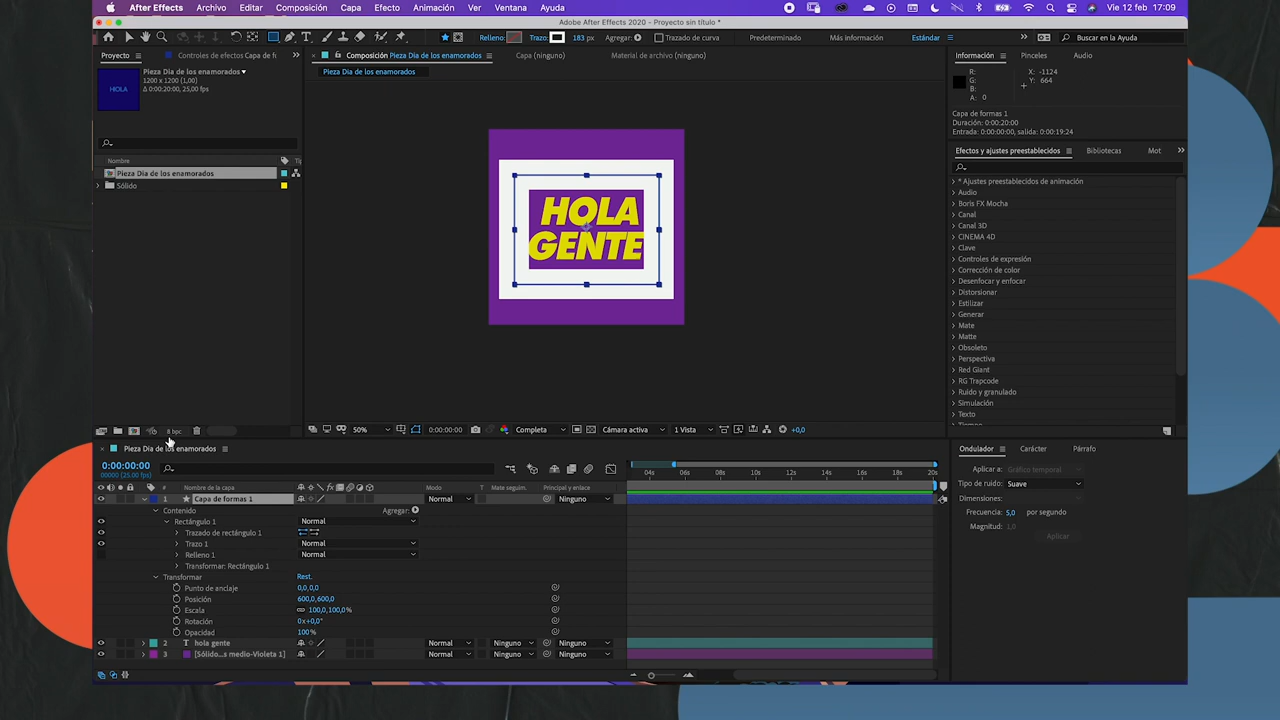 After Effects Archivo Editar Composición Capa Efecto Animación Ver Ventana Ayuda Vie 12 feb 17:09
Adobe After Effects 2020 - Proyecto sin título *
Relleno: Trazo: 183 px Agregar: Trazado de curva Predeterminado Más información Estándar Buscar en la Ayuda
Proyecto Controles de efectos Capa de f
Composición Pieza Dia de los enamorados Capa (ninguno) Material de archivo (ninguno)
Información Pinceles Audio
Pieza Dia de los enamorados
1200 x 1200 (1,00)
Δ 0:00:20:00, 25,00 fps
HOLA
Pieza Dia de los enamorados
R:
G:
B:
A: 0
X: -1124
Y: 664
Capa de formas 1
Duración: 0:00:20:00
Entrada: 0:00:00:00, salida: 0:00:19:24
Nombre Tip
Pieza Dia de los enamorados
Sólido
HOLA
GENTE
Efectos y ajustes preestablecidos Bibliotecas Mot
* Ajustes preestablecidos de animación
Audio
Boris FX Mocha
Canal
Canal 3D
CINEMA 4D
Clave
Controles de expresión
Corrección de color
Desenfocar y enfocar
Distorsionar
Estilizar
Generar
Mate
Matte
Obsoleto
Perspectiva
Red Giant
RG Trapcode
Ruido y granulado
Simulación
Texto
8 bpc
50% 0:00:00:00 Completa Cámara activa 1 Vista +0,0
Pieza Dia de los enamorados
0:00:00:00
00000 (25.00 fps)
04s 06s 08s 10s 12s 14s 16s 18s 20s
# Nombre de la capa Modo T Mate seguim. Principal y enlace
1 Capa de formas 1 Normal Ninguno
Contenido Agregar:
Rectángulo 1 Normal
Trazado de rectángulo 1
Trazo 1 Normal
Relleno 1 Normal
Transformar: Rectángulo 1
Transformar Rest.
Punto de anclaje 0,0,0,0
Posición 600,0,600,0
Escala 100,0,100,0%
Rotación 0x+0,0°
Opacidad 100%
2 T hola gente Normal Ninguno Ninguno
3 [Sólido...s medio-Violeta 1] Normal Ninguno Ninguno
Ondulador Carácter Párrafo
Aplicar a: Gráfico temporal
Tipo de ruido: Suave
Dimensiones:
Frecuencia: 5,0 por segundo
Magnitud: 1,0
Aplicar